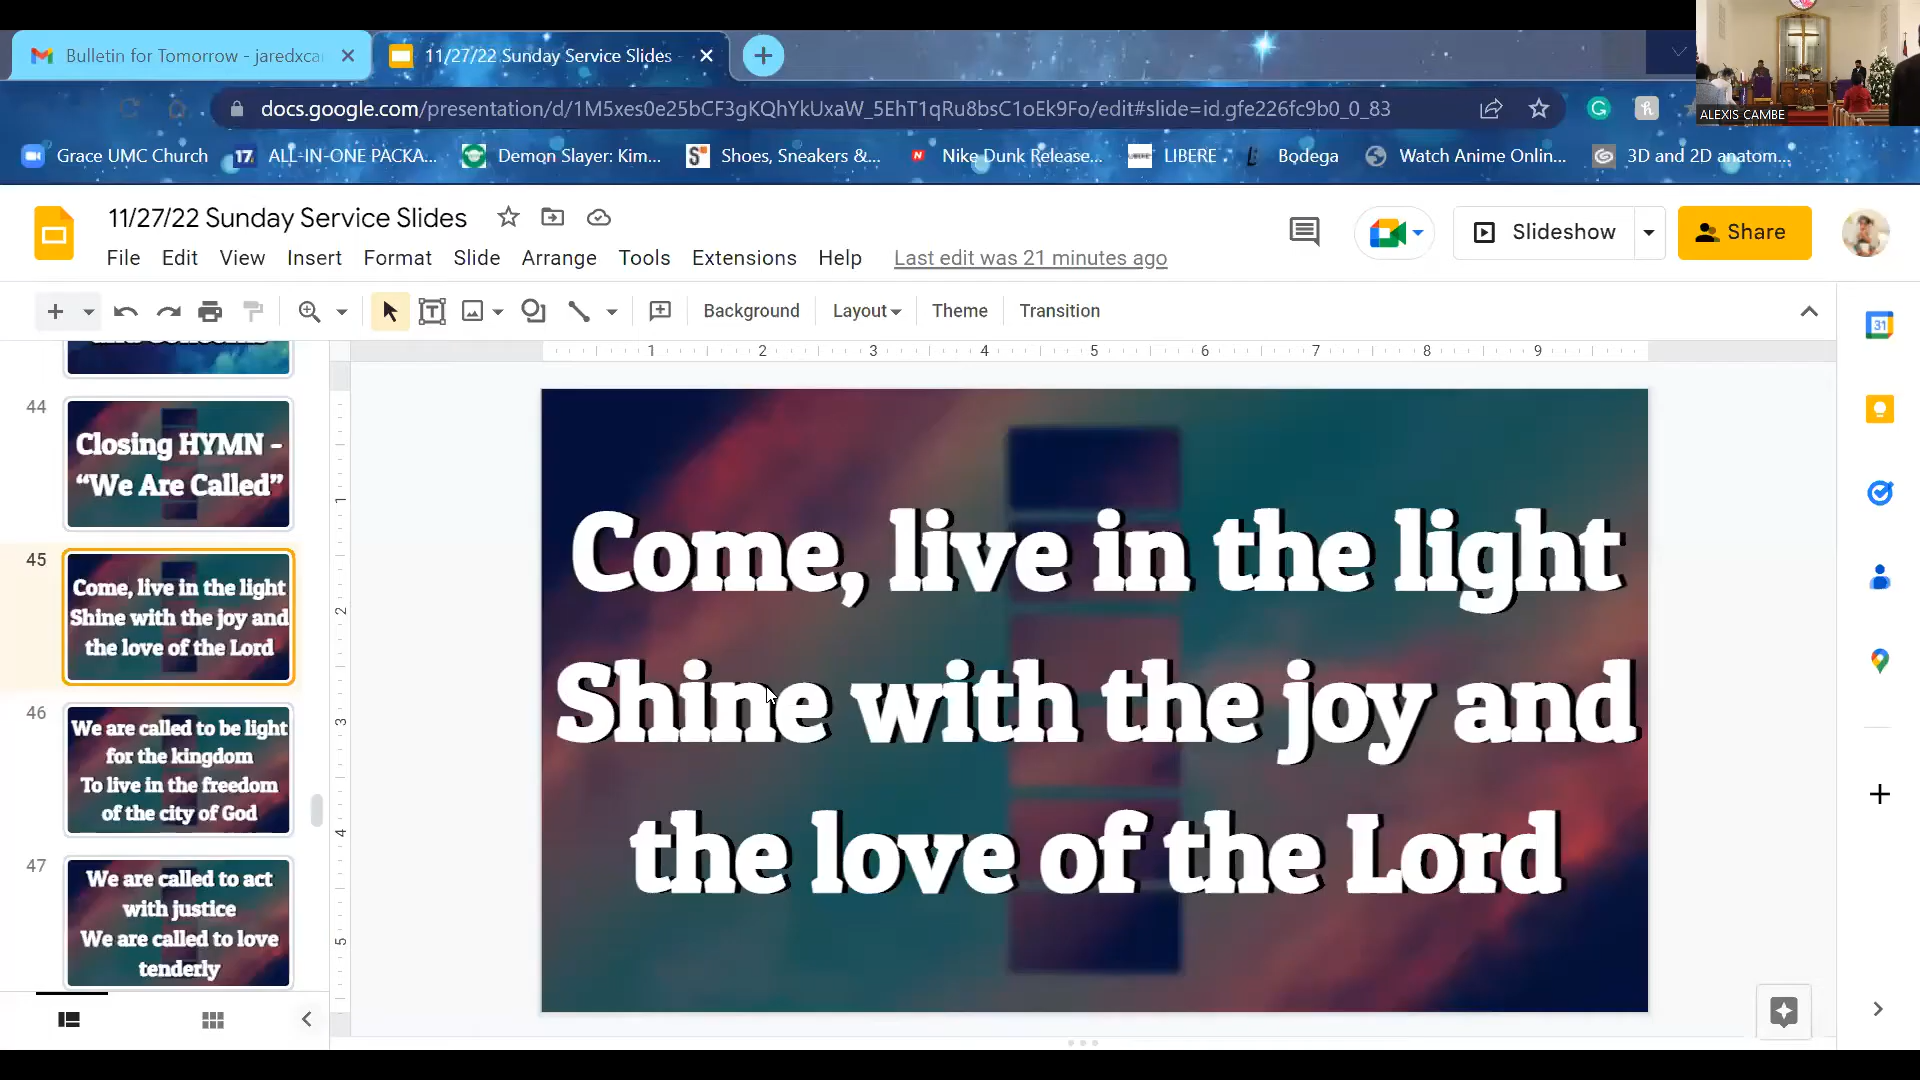 Bulletin for Tomorrow - jaredxca
11/27/22 Sunday Service Slides -
docs.google.com/presentation/d/1M5xes0e25bCF3gKQhYkUxaW_5EhT1qRu8bsC1oEk9Fo/edit#slide=id.gfe226fc9b0_0_83
ALEXIS CAMBE
Grace UMC Church
17 ALL-IN-ONE PACKA...
Demon Slayer: Kim...
Shoes, Sneakers &...
Nike Dunk Release...
LIBERE
Bodega
Watch Anime Onlin...
3D and 2D anatom...
11/27/22 Sunday Service Slides
Slideshow
Share
File Edit View Insert Format Slide Arrange Tools Extensions Help Last edit was 21 minutes ago
Background Layout Theme Transition
31
1 2 3 4 5 6 7 8 9
1
2
3
4
5
44
Closing HYMN -
“We Are Called”
45
Come, live in the light
Shine with the joy and
the love of the Lord
46
We are called to be light
for the kingdom
To live in the freedom
of the city of God
47
We are called to act
with justice
We are called to love
tenderly
Come, live in the light
Shine with the joy and
the love of the Lord